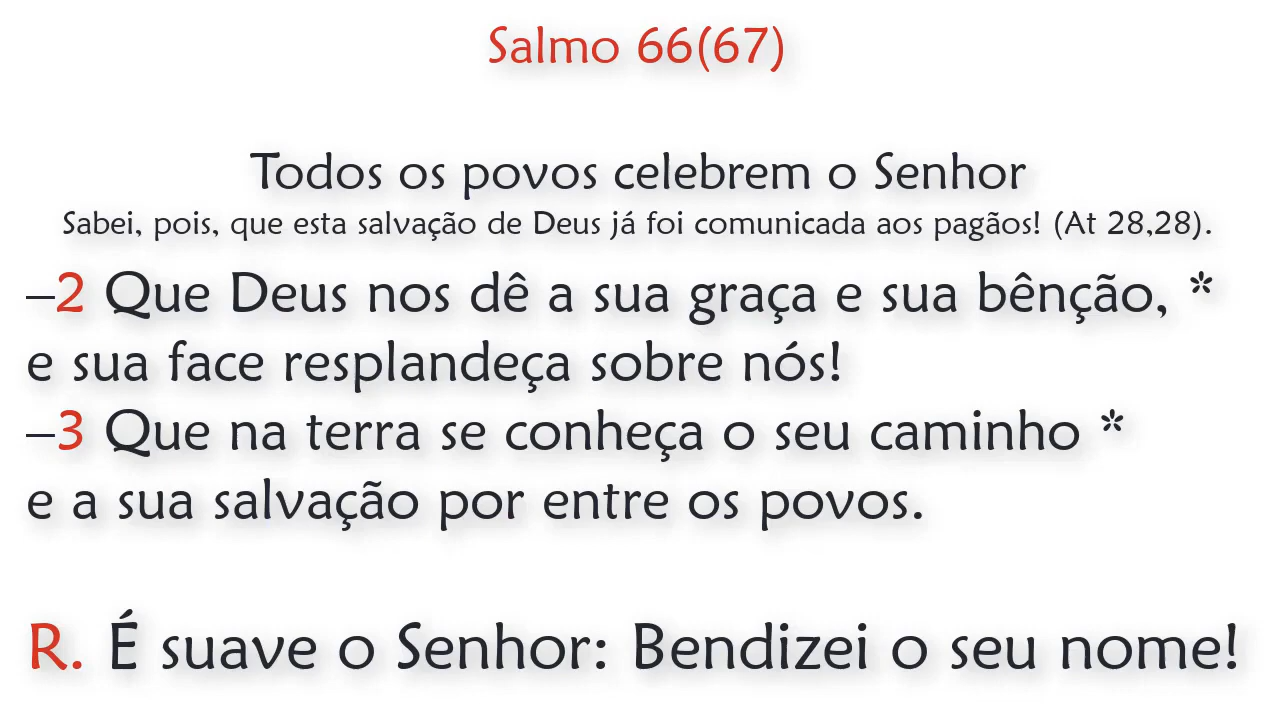 Salmo 66(67)
Todos os povos celebrem o Senhor
Sabei, pois, que esta salvação de Deus já foi comunicada aos pagãos! (At 28,28).
–2 Que Deus nos dê a sua graça e sua bênção, *
e sua face resplandeça sobre nós!
–3 Que na terra se conheça o seu caminho *
e a sua salvação por entre os povos.
R. É suave o Senhor: Bendizei o seu nome!